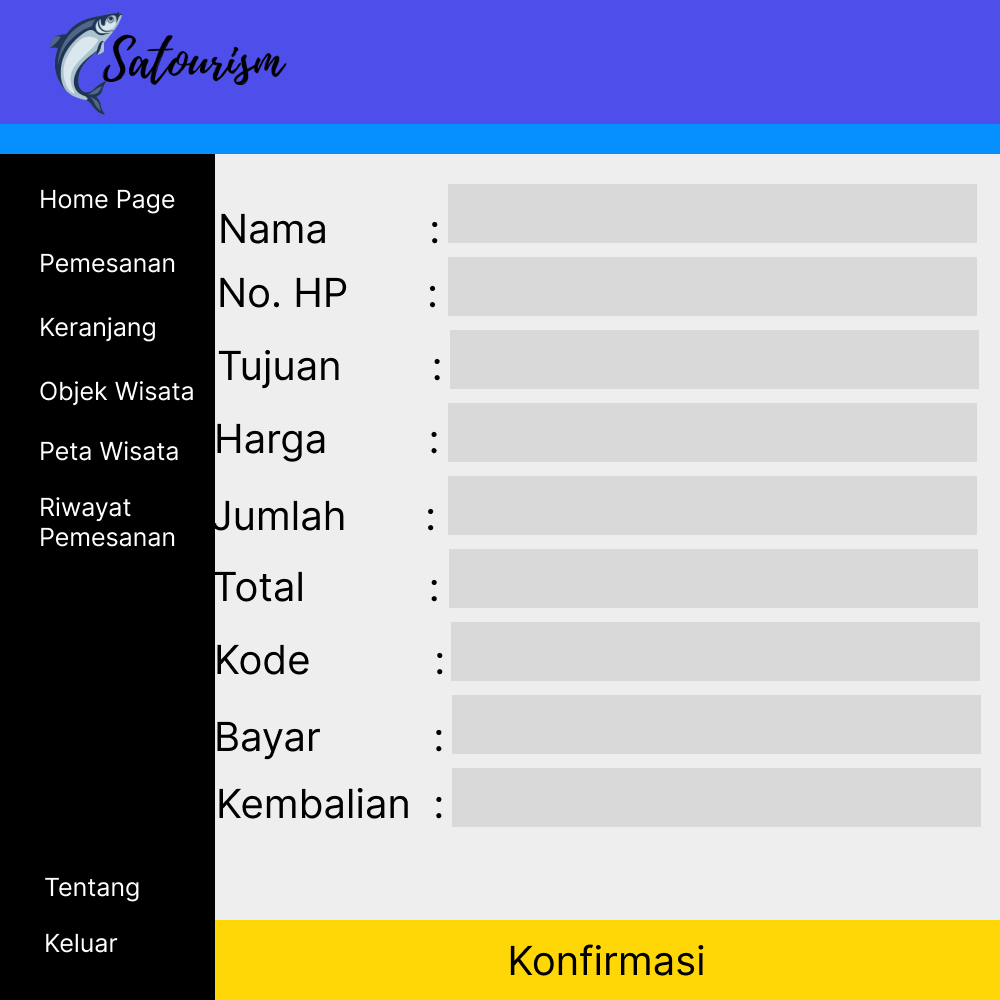 Satourism
Home Page
Pemesanan
Keranjang
Objek Wisata
Peta Wisata
Riwayat
Pemesanan
Tentang
Keluar
Nama :
No. HP :
Tujuan :
Harga :
Jumlah :
Total :
Kode :
Bayar :
Kembalian :
Konfirmasi